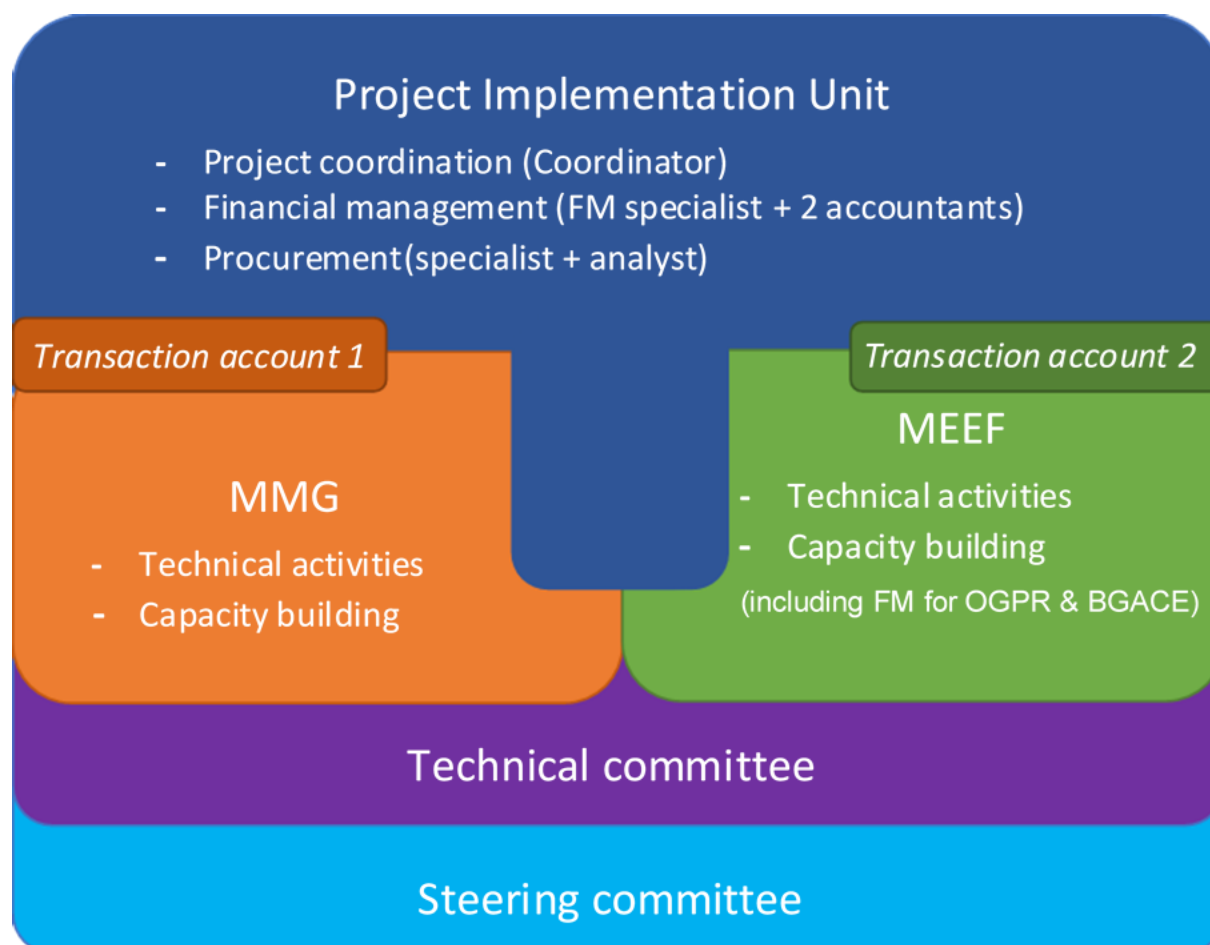 Project Implementation Unit
- Project coordination (Coordinator)
- Financial management (FM specialist + 2 accountants)
- Procurement(specialist + analyst)
Transaction account 1
MMG
- Technical activities
- Capacity building
Transaction account 2
MEEF
- Technical activities
- Capacity building
(including FM for OGPR & BGACE)
Technical committee
Steering committee